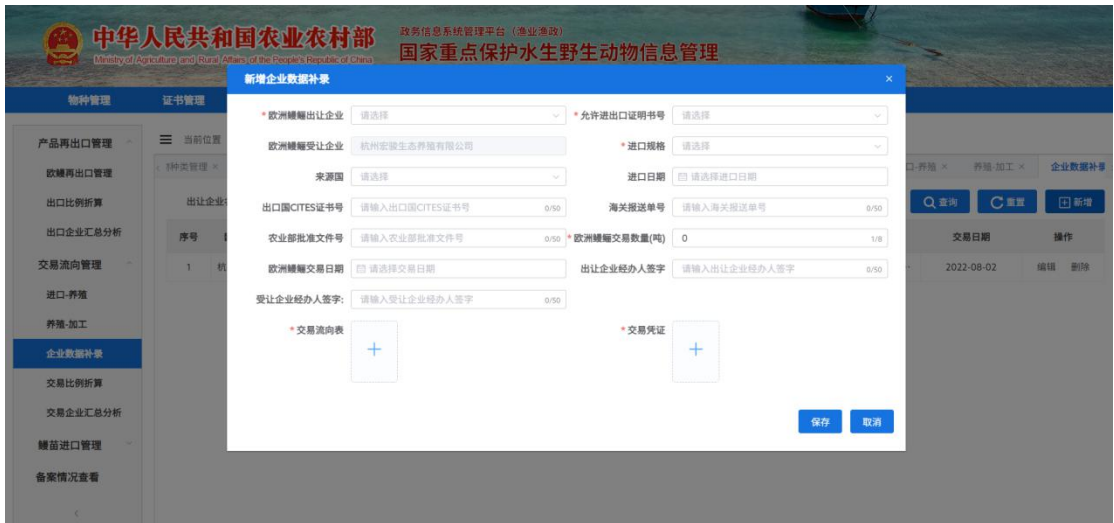 中华人民共和国农业农村部
Ministry of Agriculture and Rural Affairs of the People's Republic of China
政务信息系统管理平台（渔业渔政）
国家重点保护水生野生动物信息管理
物种管理
证书管理
产品再出口管理
欧鳗再出口管理
出口比例折算
出口企业汇总分析
交易流向管理
进口-养殖
养殖-加工
企业数据补录
交易比例折算
交易企业汇总分析
鳗苗进口管理
备案情况查看
当前位置
种类管理 ×
口-养殖 × 养殖-加工 × 企业数据补录
出让企业
查询 重置 新增
序号 交易日期 操作
1 杭 2022-08-02 编辑 删除
新增企业数据补录 ×
* 欧洲鳗鲡出让企业 请选择 * 允许进出口证明书号 请选择
欧洲鳗鲡受让企业 杭州宏骏生态养殖有限公司 * 进口规格 请选择
来源国 请选择 进口日期 请选择进口日期
出口国CITES证书号 请输入出口国CITES证书号 0/50 海关报送单号 请输入海关报送单号 0/50
农业部批准文件号 请输入农业部批准文件号 0/50 * 欧洲鳗鲡交易数量(吨) 0 1/8
欧洲鳗鲡交易日期 请选择交易日期 出让企业经办人签字 请输入出让企业经办人签字 0/50
受让企业经办人签字: 请输入受让企业经办人签字 0/50
* 交易流向表 + * 交易凭证 +
保存 取消